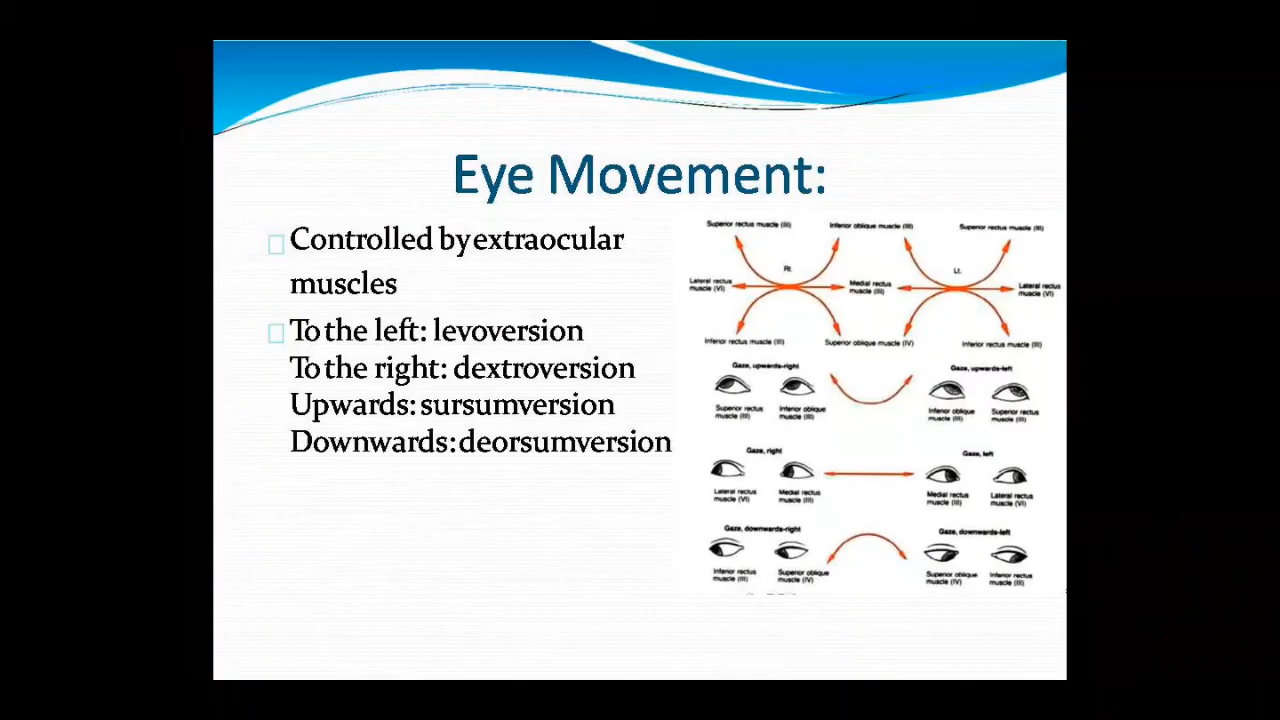 Eye Movement:
Controlled by extraocular
muscles
To the left: levoversion
To the right: dextroversion
Upwards: sursumversion
Downwards: deorsumversion
Superior rectus muscle (III)
Inferior oblique muscle (III)
Superior rectus muscle (III)
Rt.
Lt.
Lateral rectus
muscle (VI)
Medial rectus
muscle (III)
Lateral rectus
muscle (VI)
Inferior rectus muscle (III)
Superior oblique muscle (IV)
Inferior rectus muscle (III)
Gaze, upwards-right
Gaze, upwards-left
Superior rectus
muscle (III)
Inferior oblique
muscle (III)
Inferior oblique
muscle (III)
Superior rectus
muscle (III)
Gaze, right
Gaze, left
Lateral rectus
muscle (VI)
Medial rectus
muscle (III)
Medial rectus
muscle (III)
Lateral rectus
muscle (VI)
Gaze, downwards-right
Gaze, downwards-left
Inferior rectus
muscle (III)
Superior oblique
muscle (IV)
Superior oblique
muscle (IV)
Inferior rectus
muscle (III)